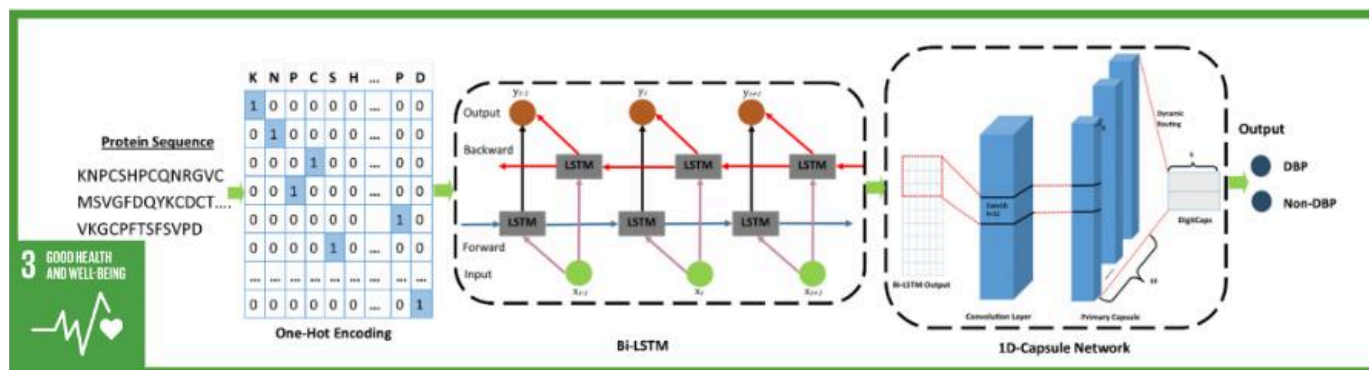 Protein Sequence
KNPCSHPCQNRGVC
MSVGFDQYKCDCT....
VKGCPFTSFSVPD
3 GOOD HEALTH
AND WELL-BEING
K N P C S H ... P D
1 0 0 0 0 0 ... 0 0
0 1 0 0 0 0 ... 0 0
0 0 0 1 0 0 ... 0 0
0 0 1 0 0 0 ... 0 0
0 0 0 0 0 0 1 0
0 0 0 0 1 0 ... 0 0
... ... ... ... ... ... ... ... ...
0 0 0 0 0 0 ... 0 1
One-Hot Encoding
Output
Backward
Forward
Input
LSTM LSTM LSTM
LSTM LSTM LSTM
Bi-LSTM
Bi-LSTM Output
Convolution Layer
Primary Capsule
Dynamic
Routing
DigitCaps
1D-Capsule Network
Output
DBP
Non-DBP